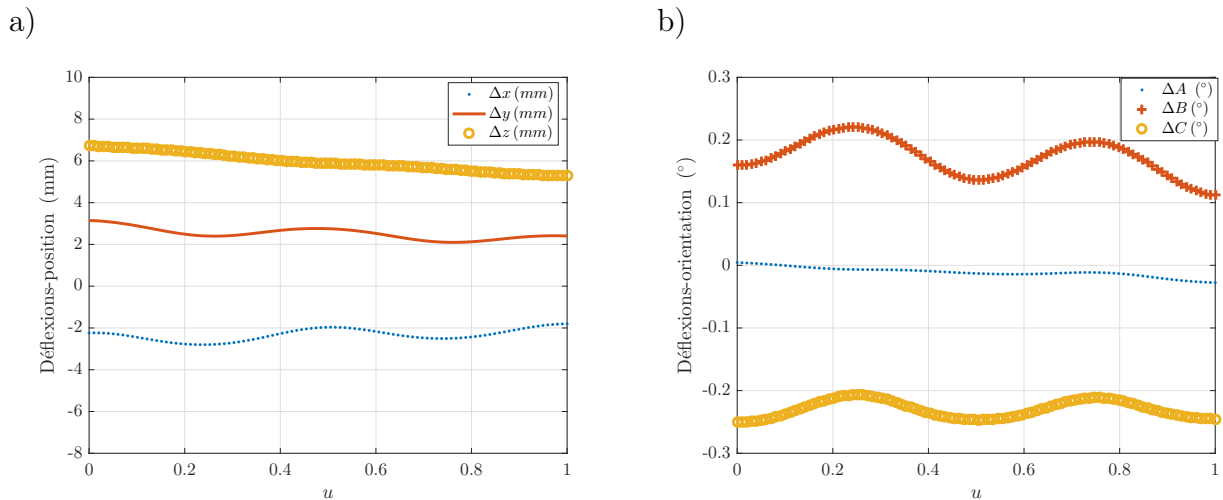 a)
Déflexions-position (mm)
10
8
6
4
2
0
-2
-4
-6
-8
0
0.2
0.4
0.6
0.8
1
u
Δx (mm)
Δy (mm)
Δz (mm)
b)
Déflexions-orientation (°)
0.3
0.2
0.1
0
-0.1
-0.2
-0.3
0
0.2
0.4
0.6
0.8
1
u
ΔA (°)
ΔB (°)
ΔC (°)